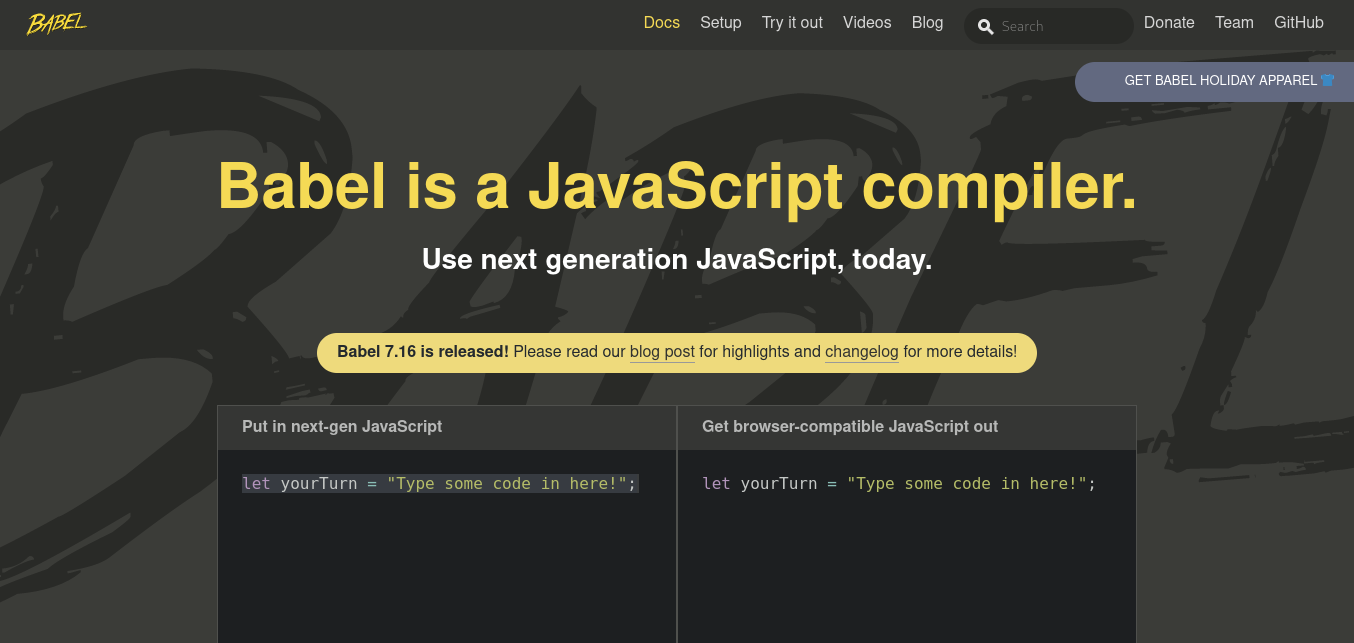 BABEL
Docs Setup Try it out Videos Blog Search Donate Team GitHub
GET BABEL HOLIDAY APPAREL
BABEL
Babel is a JavaScript compiler.
Use next generation JavaScript, today.
Babel 7.16 is released! Please read our blog post for highlights and changelog for more details!
Put in next-gen JavaScript
let yourTurn = "Type some code in here!";
Get browser-compatible JavaScript out
let yourTurn = "Type some code in here!";